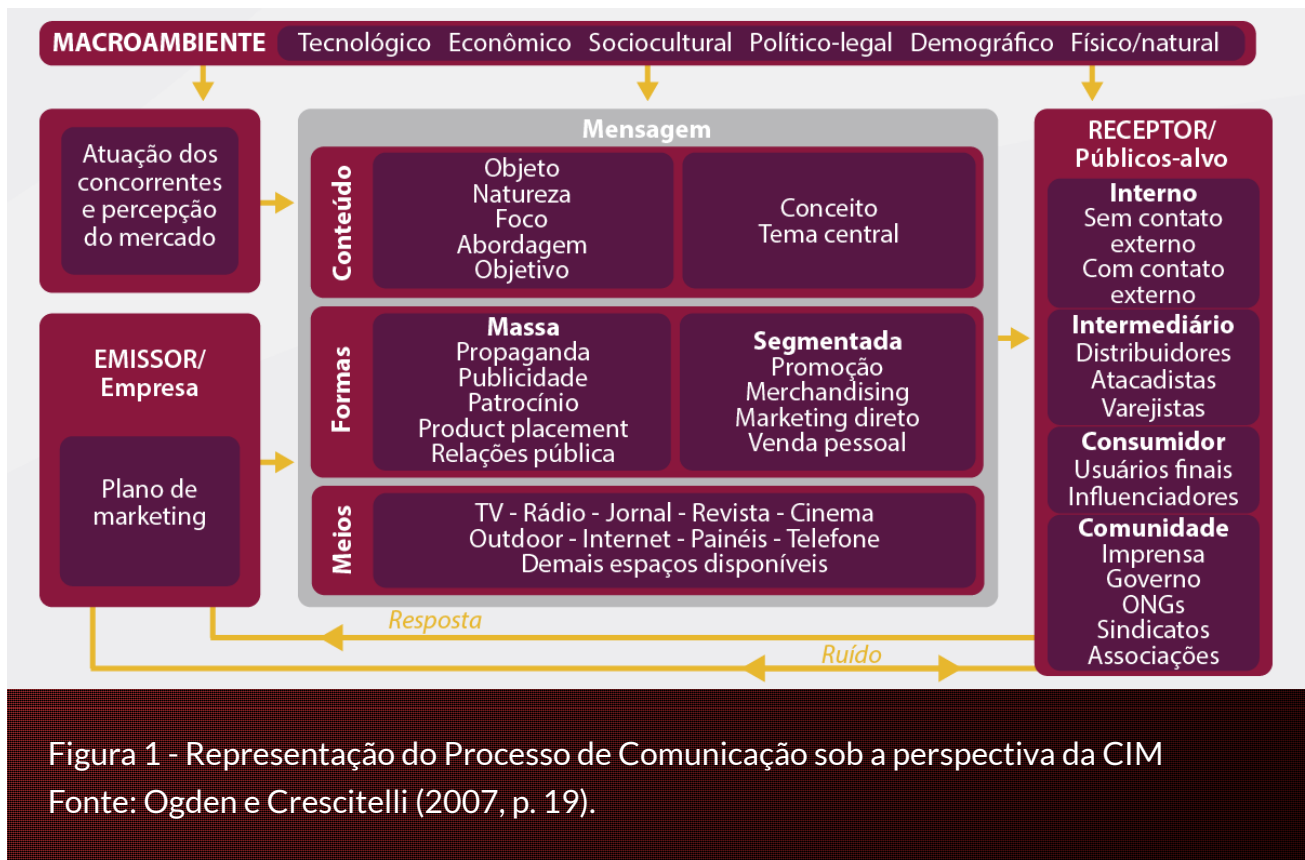 MACROAMBIENTE Tecnológico Econômico Sociocultural Político-legal Demográfico Físico/natural
Atuação dos
concorrentes
e percepção
do mercado
EMISSOR/
Empresa
Plano de
marketing
Mensagem
Conteúdo
Objeto
Natureza
Foco
Abordagem
Objetivo
Conceito
Tema central
Formas
Massa
Propaganda
Publicidade
Patrocínio
Product placement
Relações pública
Segmentada
Promoção
Merchandising
Marketing direto
Venda pessoal
Meios
TV - Rádio - Jornal - Revista - Cinema
Outdoor - Internet - Painéis - Telefone
Demais espaços disponíveis
RECEPTOR/
Públicos-alvo
Interno
Sem contato
externo
Com contato
externo
Intermediário
Distribuidores
Atacadistas
Varejistas
Consumidor
Usuários finais
Influenciadores
Comunidade
Imprensa
Governo
ONGs
Sindicatos
Associações
Resposta
Ruído
Figura 1 - Representação do Processo de Comunicação sob a perspectiva da CIM
Fonte: Ogden e Crescitelli (2007, p. 19).